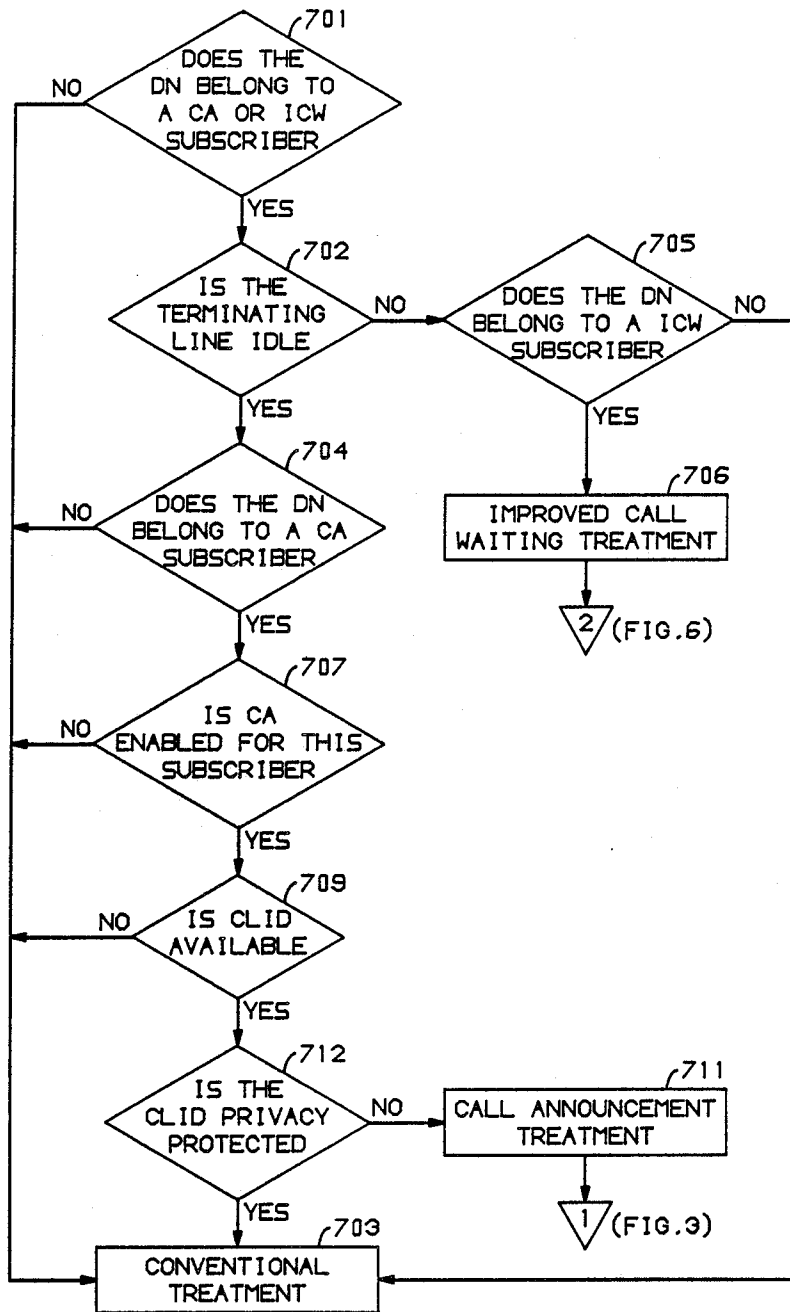 701
DOES THE
DN BELONG TO
A CA OR ICW
SUBSCRIBER
NO
YES
702
IS THE
TERMINATING
LINE IDLE
NO
YES
705
DOES THE DN
BELONG TO A ICW
SUBSCRIBER
NO
YES
704
DOES THE DN
BELONG TO A CA
SUBSCRIBER
NO
YES
706
IMPROVED CALL
WAITING TREATMENT
2 (FIG.6)
707
IS CA
ENABLED FOR THIS
SUBSCRIBER
NO
YES
709
IS CLID
AVAILABLE
NO
YES
712
IS THE
CLID PRIVACY
PROTECTED
NO
YES
711
CALL ANNOUNCEMENT
TREATMENT
1 (FIG.3)
703
CONVENTIONAL
TREATMENT